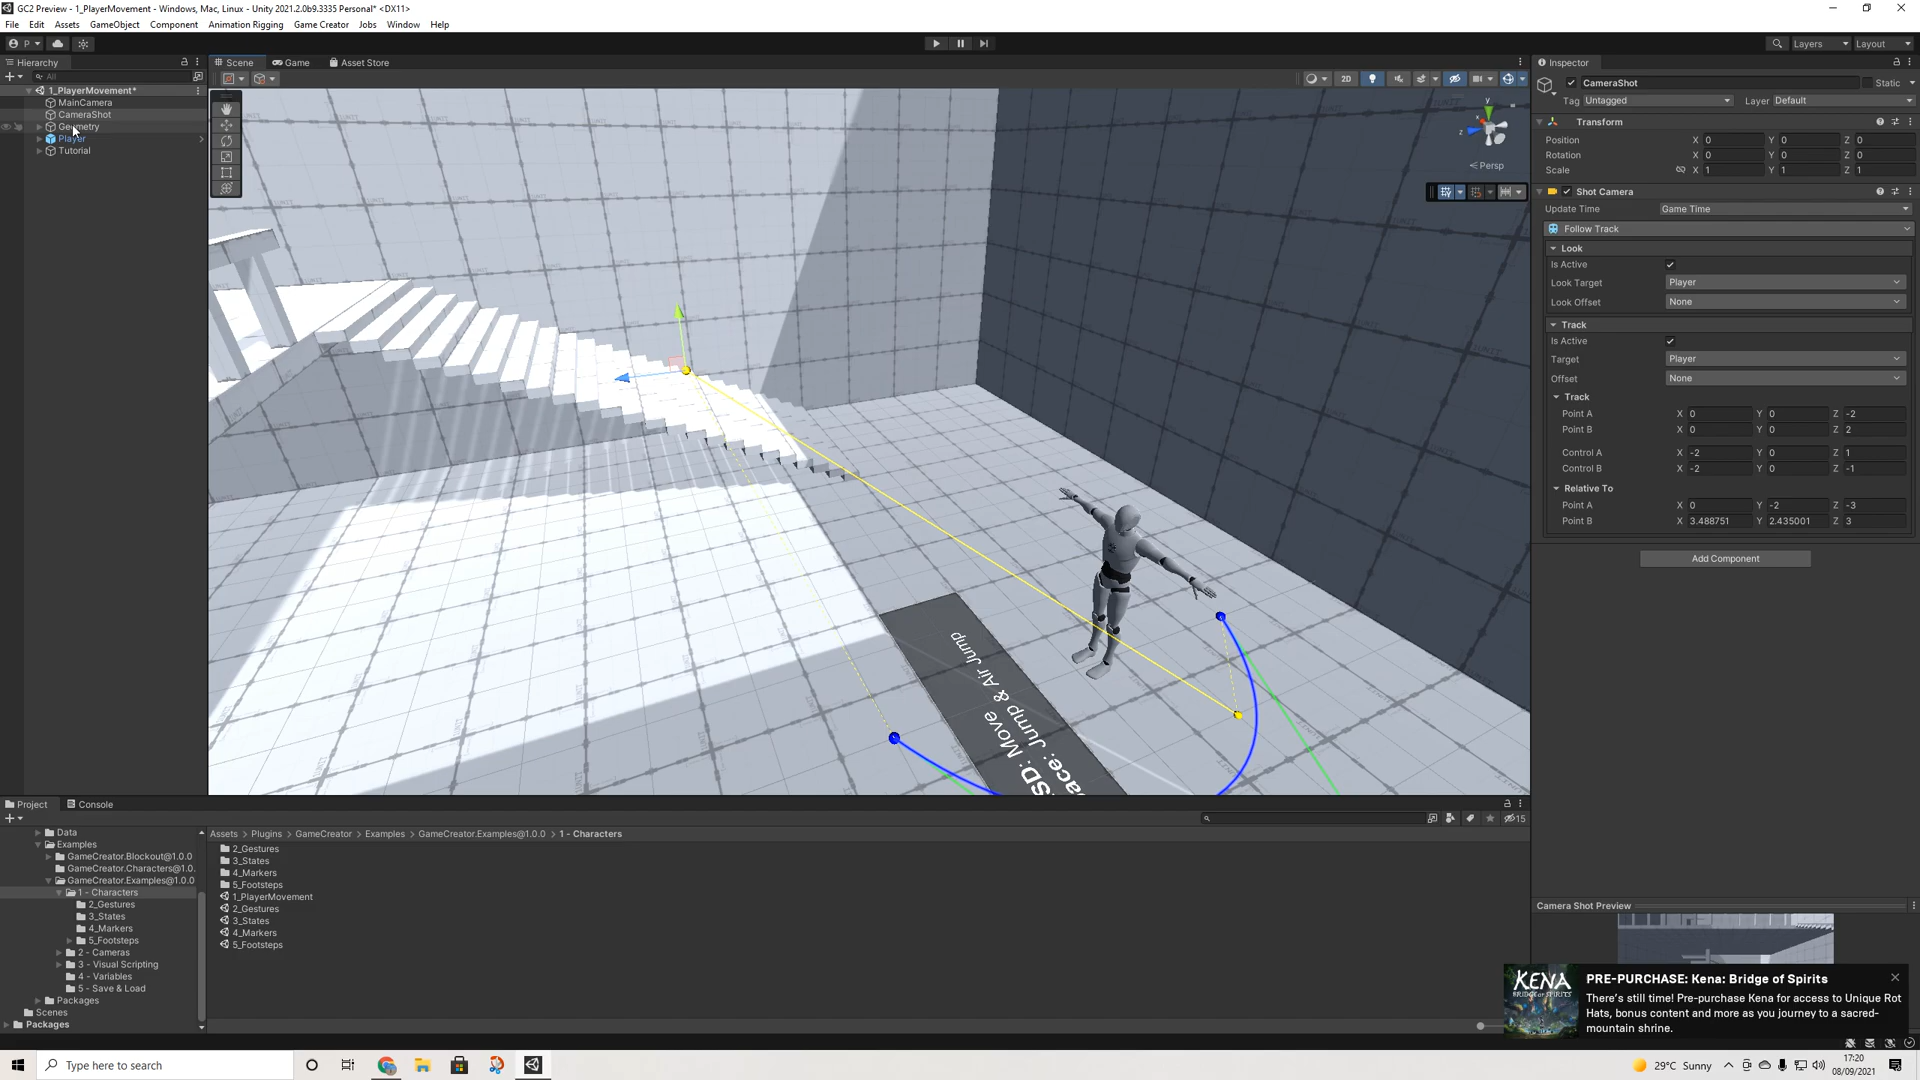 GC2 Preview - 1_PlayerMovement - Windows, Mac, Linux - Unity 2021.2.0b9.3335 Personal* <DX11>
File Edit Assets GameObject Component Animation Rigging Game Creator Jobs Window Help
P Layers Layout
Hierarchy Scene Game Asset Store Inspector
All 2D
1_PlayerMovement*
MainCamera
CameraShot
Geometry
Player
Tutorial
y
x
z
Persp
WSD: Move
pace: Jump & Air Jump
CameraShot Static
Tag Untagged Layer Default
Transform
Position X 0 Y 0 Z 0
Rotation X 0 Y 0 Z 0
Scale X 1 Y 1 Z 1
Shot Camera
Update Time Game Time
Follow Track
Look
Is Active
Look Target Player
Look Offset None
Track
Is Active
Target Player
Offset None
Track
Point A X 0 Y 0 Z -2
Point B X 0 Y 0 Z 2
Control A X -2 Y 0 Z 1
Control B X -2 Y 0 Z -1
Relative To
Point A X 0 Y -2 Z -3
Point B X 3.488751 Y 2.435001 Z 3
Add Component
Camera Shot Preview
Project Console
15
Data
Examples
GameCreator.Blockout@1.0.0
GameCreator.Characters@1.0.
GameCreator.Examples@1.0.0
1 - Characters
2_Gestures
3_States
4_Markers
5_Footsteps
2 - Cameras
3 - Visual Scripting
4 - Variables
5 - Save & Load
Packages
Scenes
Packages
Assets > Plugins > GameCreator > Examples > GameCreator.Examples@1.0.0 > 1 - Characters
2_Gestures
3_States
4_Markers
5_Footsteps
1_PlayerMovement
2_Gestures
3_States
4_Markers
5_Footsteps
KENA
BRIDGE OF SPIRITS
PRE-PURCHASE: Kena: Bridge of Spirits
There's still time! Pre-purchase Kena for access to Unique Rot
Hats, bonus content and more as you journey to a sacred-
mountain shrine.
Type here to search
29°C Sunny
17:20
08/09/2021